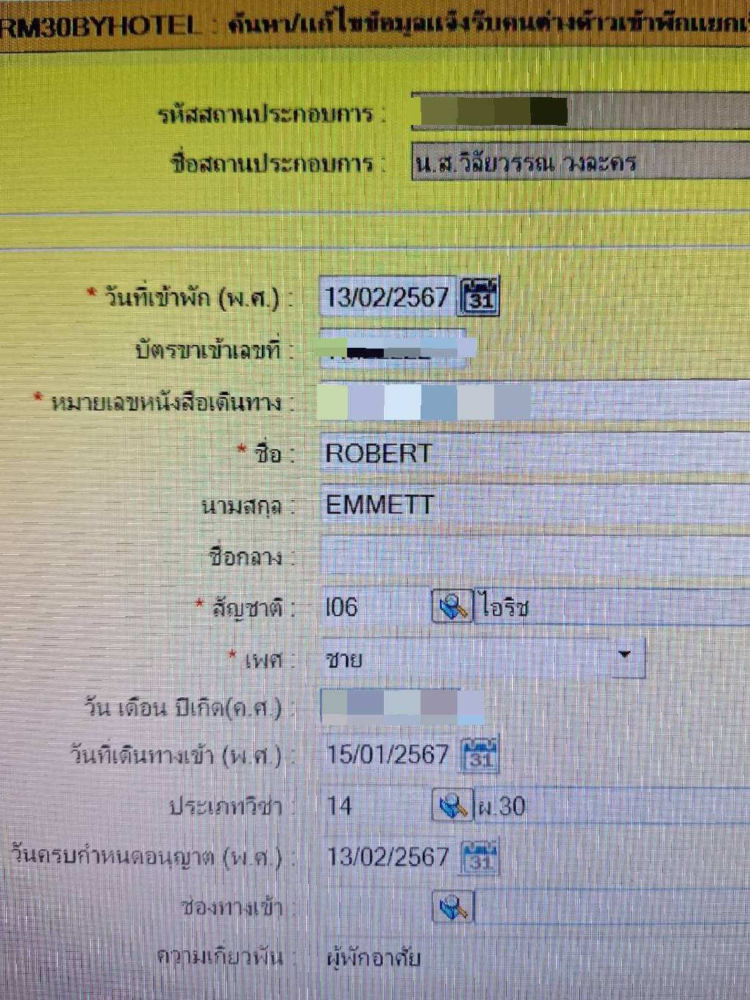 RM30BYHOTEL : ค้นหา/แก้ไขข้อมูลแจ้งรับคนต่างด้าวเข้าพักแยก
รหัสสถานประกอบการ :
ชื่อสถานประกอบการ : น.ส.วิลัยวรรณ วงละคร
* วันที่เข้าพัก (พ.ศ.) : 13/02/2567 31
บัตรขาเข้าเลขที่ :
* หมายเลขหนังสือเดินทาง :
* ชื่อ : ROBERT
นามสกุล : EMMETT
ชื่อกลาง :
* สัญชาติ : I06 ไอริช
* เพศ : ชาย
วัน เดือน ปีเกิด(ค.ศ.) :
วันที่เดินทางเข้า (พ.ศ.) : 15/01/2567 31
ประเภทวีซ่า : 14 ผ.30
วันครบกำหนดอนุญาต (พ.ศ.) : 13/02/2567 31
ช่องทางเข้า :
ความเกี่ยวพัน : ผู้พักอาศัย